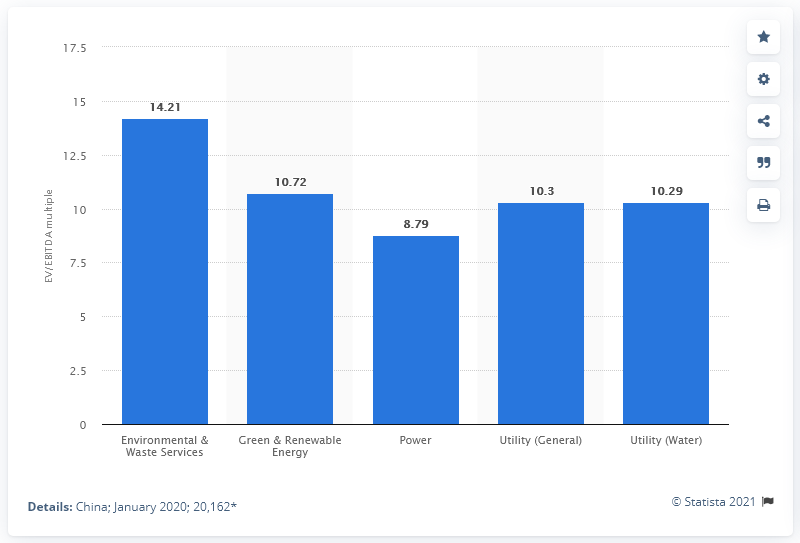 17.5
15
12.5
10
7.5
5
2.5
0
EV/EBITDA multiple
14.21
10.72
8.79
10.3
10.29
Environmental &
Waste Services
Green & Renewable
Energy
Power
Utility (General)
Utility (Water)
Details: China; January 2020; 20,162*
© Statista 2021